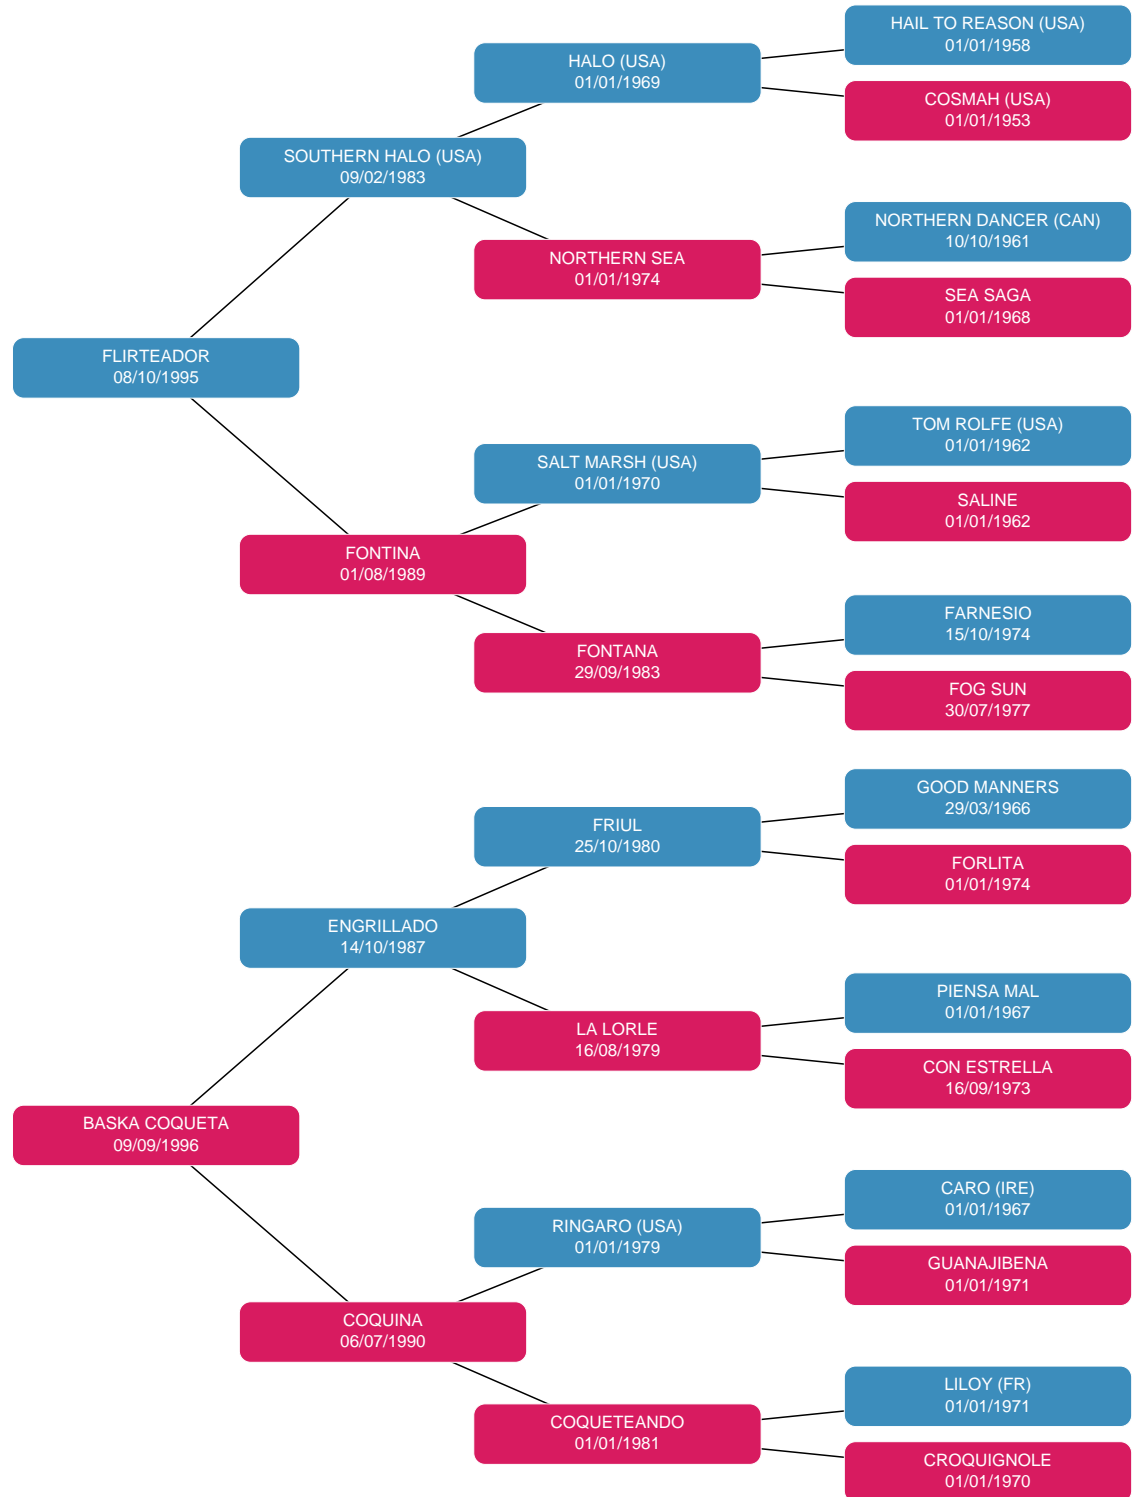 HAIL TO REASON (USA)
01/01/1958
HALO (USA)
01/01/1969
COSMAH (USA)
01/01/1953
SOUTHERN HALO (USA)
09/02/1983
NORTHERN DANCER (CAN)
10/10/1961
NORTHERN SEA
01/01/1974
SEA SAGA
01/01/1968
FLIRTEADOR
08/10/1995
TOM ROLFE (USA)
01/01/1962
SALT MARSH (USA)
01/01/1970
SALINE
01/01/1962
FONTINA
01/08/1989
FARNESIO
15/10/1974
FONTANA
29/09/1983
FOG SUN
30/07/1977
GOOD MANNERS
29/03/1966
FRIUL
25/10/1980
FORLITA
01/01/1974
ENGRILLADO
14/10/1987
PIENSA MAL
01/01/1967
LA LORLE
16/08/1979
CON ESTRELLA
16/09/1973
BASKA COQUETA
09/09/1996
CARO (IRE)
01/01/1967
RINGARO (USA)
01/01/1979
GUANAJIBENA
01/01/1971
COQUINA
06/07/1990
LILOY (FR)
01/01/1971
COQUETEANDO
01/01/1981
CROQUIGNOLE
01/01/1970